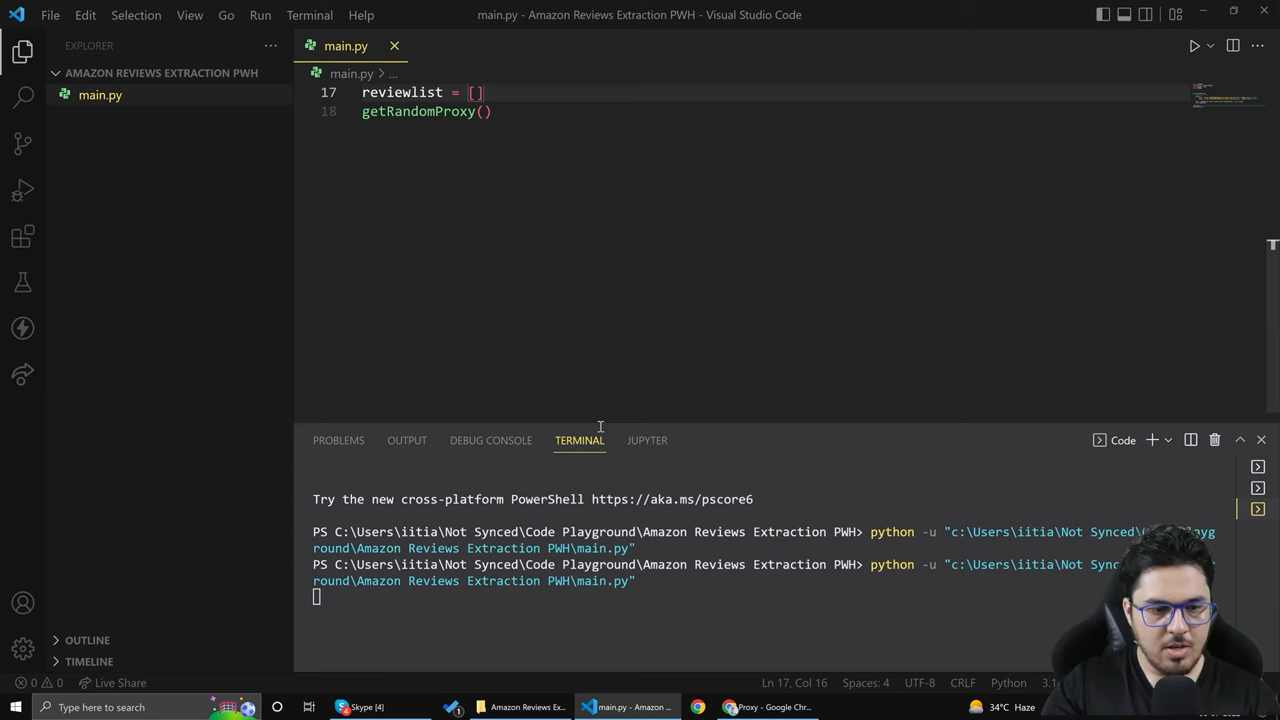 File Edit Selection View Go Run Terminal Help
main.py - Amazon Reviews Extraction PWH - Visual Studio Code
EXPLORER
AMAZON REVIEWS EXTRACTION PWH
main.py
main.py
main.py > ...
17 reviewlist = []
18 getRandomProxy()
PROBLEMS OUTPUT DEBUG CONSOLE TERMINAL JUPYTER
Code
Try the new cross-platform PowerShell https://aka.ms/pscore6
PS C:\Users\iitia\Not Synced\Code Playground\Amazon Reviews Extraction PWH> python -u "c:\Users\iitia\Not Synced\
round\Amazon Reviews Extraction PWH\main.py"
PS C:\Users\iitia\Not Synced\Code Playground\Amazon Reviews Extraction PWH> python -u "c:\Users\iitia\Not
round\Amazon Reviews Extraction PWH\main.py"
OUTLINE
TIMELINE
0 0 Live Share
Ln 17, Col 16 Spaces: 4 UTF-8 CRLF Python
Type here to search
Skype [4]
Amazon Reviews Ex...
main.py - Amazon ...
Proxy - Google Chr...
34°C Haze